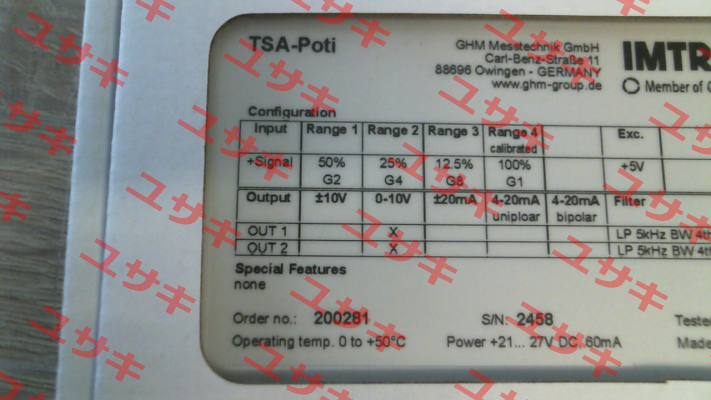 TSA-Poti
GHM Messtechnik GmbH
Carl-Benz-Straße 11
88696 Owingen - GERMANY
www.ghm-group.de
IMTR
Member of
Configuration
Input Range 1 Range 2 Range 3 Range 4 Exc.
calibrated
+Signal 50% 25% 12.5% 100% +5V
G2 G4 G8 G1
Output ±10V 0-10V ±20mA 4-20mA 4-20mA Filter
uniploar bipolar
OUT 1 X LP 5kHz BW 4th
OUT 2 X LP 5kHz BW 4th
Special Features
none
Order no.: 200281 S/N: 2458 Teste
Operating temp. 0 to +50°C Power +21... 27V DC, 60mA Made
ユサキ